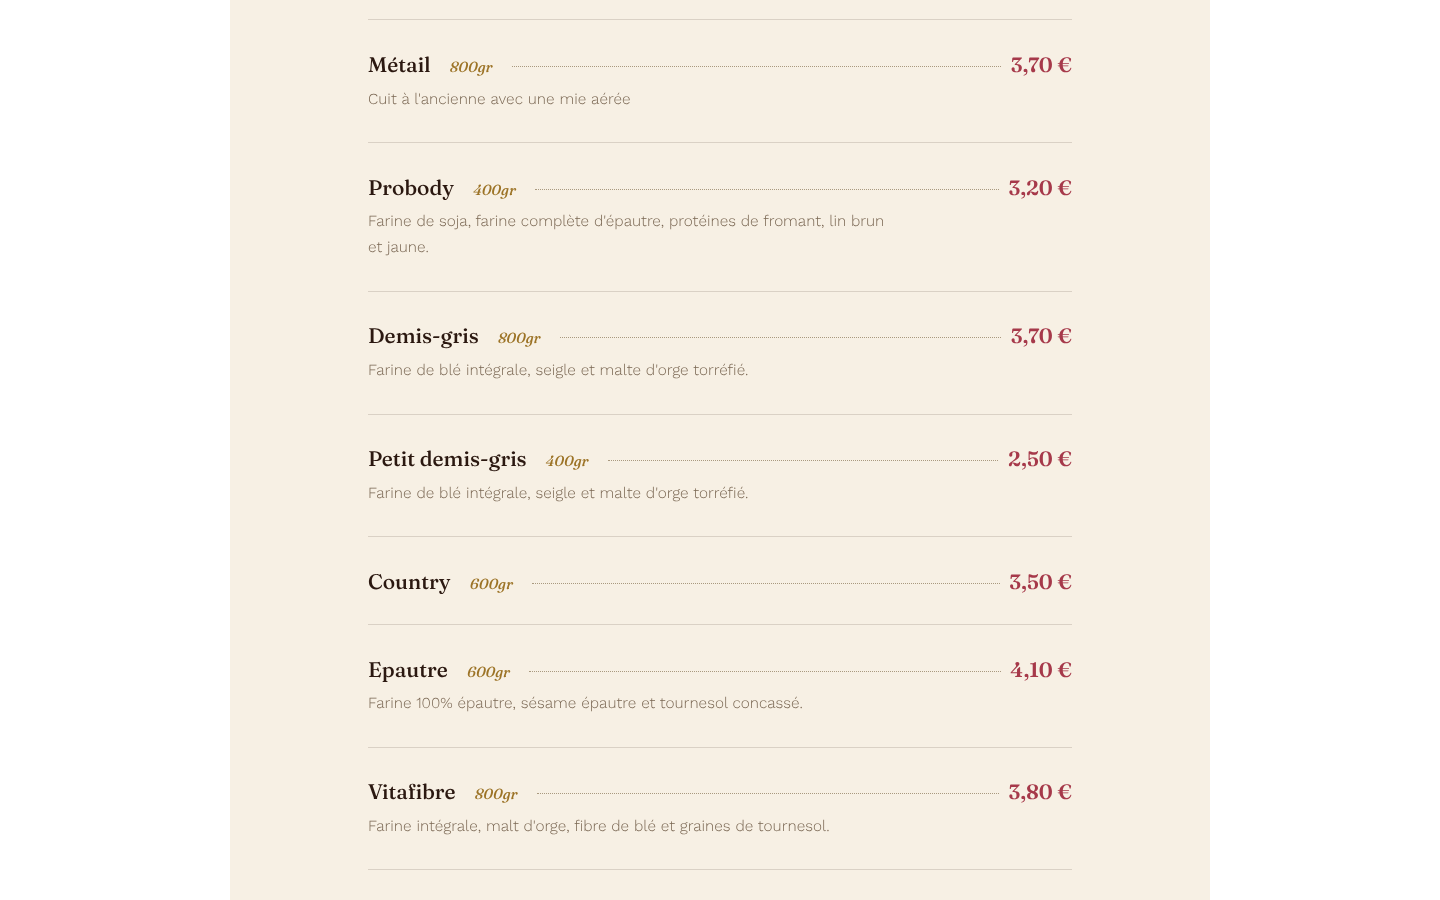 Métail 800gr 3,70 €
Cuit à l'ancienne avec une mie aérée
Probody 400gr 3,20 €
Farine de soja, farine complète d'épautre, protéines de fromant, lin brun
et jaune.
Demis-gris 800gr 3,70 €
Farine de blé intégrale, seigle et malte d'orge torréfié.
Petit demis-gris 400gr 2,50 €
Farine de blé intégrale, seigle et malte d'orge torréfié.
Country 600gr 3,50 €
Epautre 600gr 4,10 €
Farine 100% épautre, sésame épautre et tournesol concassé.
Vitafibre 800gr 3,80 €
Farine intégrale, malt d'orge, fibre de blé et graines de tournesol.